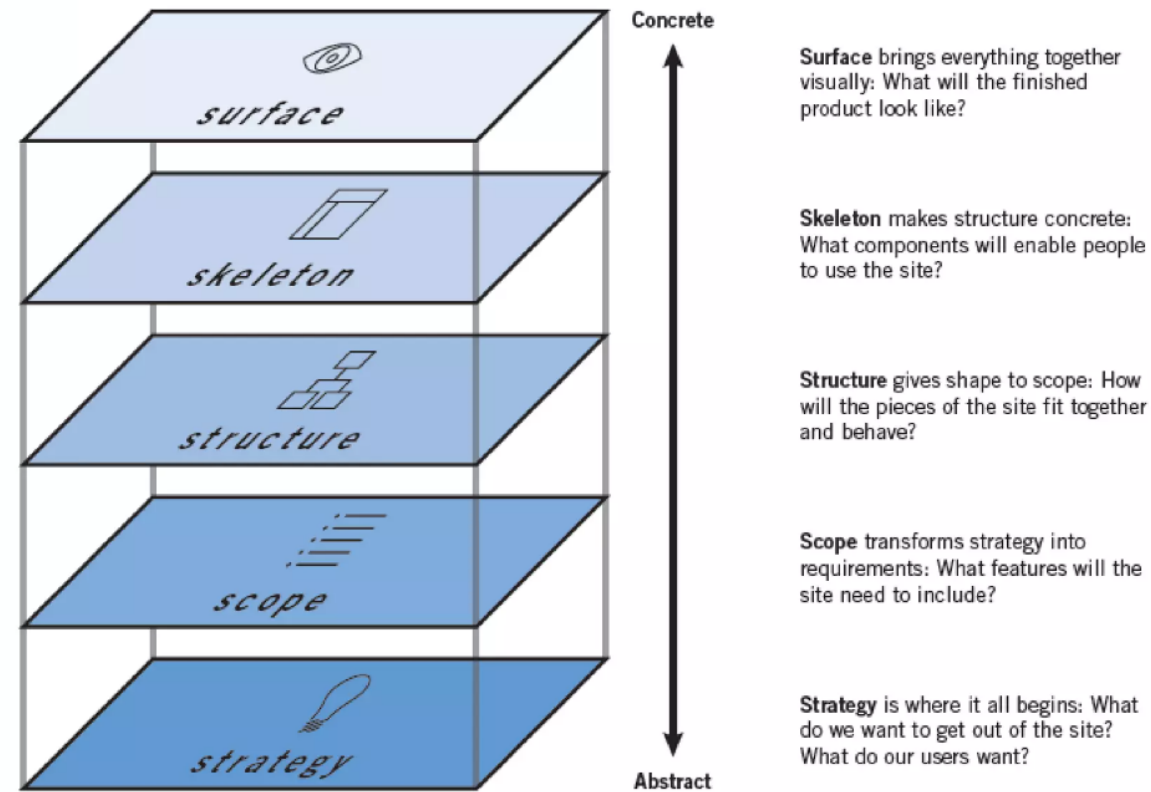 Concrete
Surface brings everything together
visually: What will the finished
product look like?
surface
Skeleton makes structure concrete:
What components will enable people
to use the site?
skeleton
Structure gives shape to scope: How
will the pieces of the site fit together
and behave?
structure
Scope transforms strategy into
requirements: What features will the
site need to include?
scope
Strategy is where it all begins: What
do we want to get out of the site?
What do our users want?
strategy
Abstract